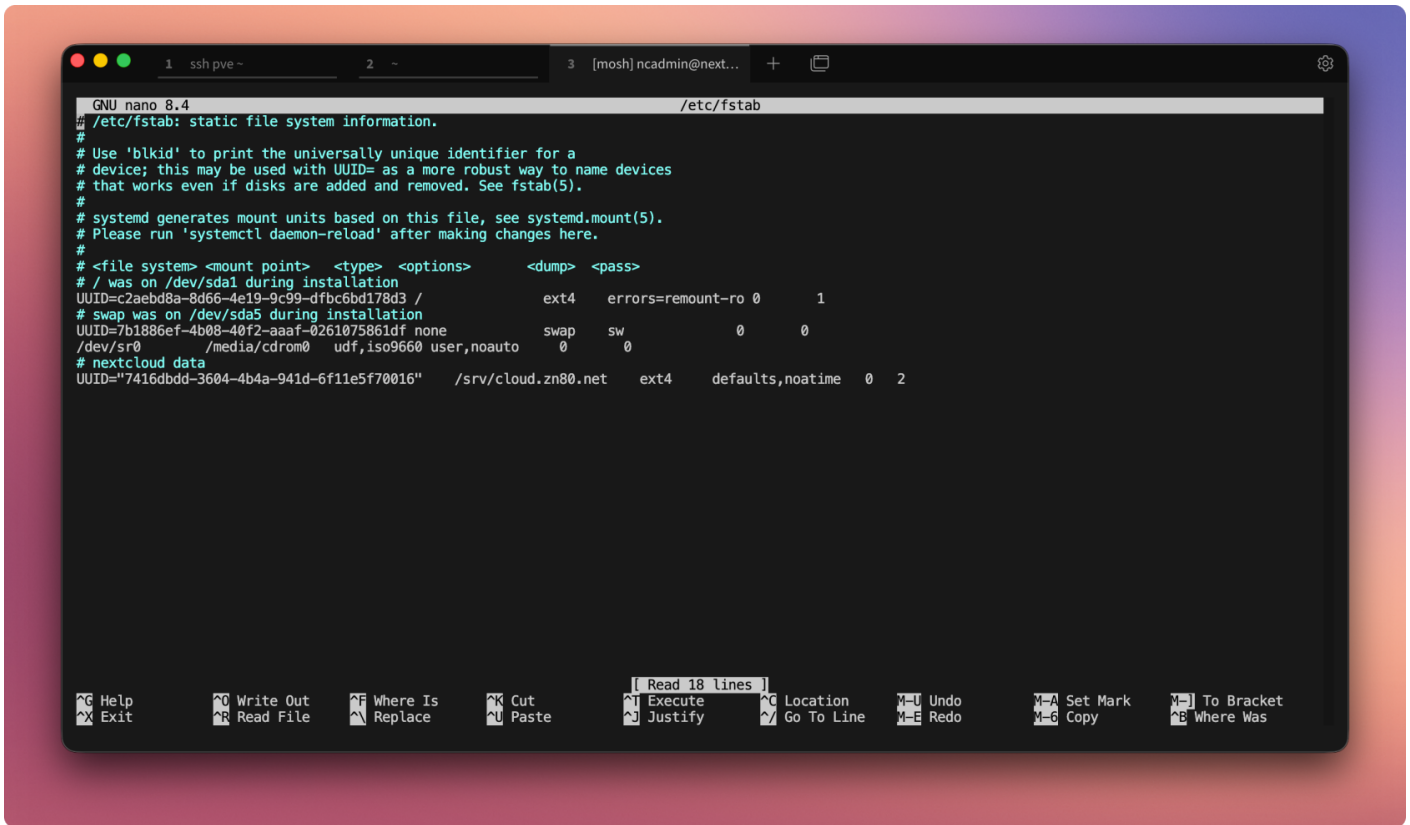 1 ssh pve ~ 2 ~ 3 [mosh] ncadmin@next...
GNU nano 8.4 /etc/fstab
# /etc/fstab: static file system information.
#
# Use 'blkid' to print the universally unique identifier for a
# device; this may be used with UUID= as a more robust way to name devices
# that works even if disks are added and removed. See fstab(5).
#
# systemd generates mount units based on this file, see systemd.mount(5).
# Please run 'systemctl daemon-reload' after making changes here.
#
# <file system> <mount point>   <type>  <options>       <dump>  <pass>
# / was on /dev/sda1 during installation
UUID=c2aebd8a-8d66-4e19-9c99-dfbc6bd178d3 /               ext4    errors=remount-ro 0       1
# swap was on /dev/sda5 during installation
UUID=7b1886ef-4b08-40f2-aaaf-0261075861df none            swap    sw              0       0
/dev/sr0        /media/cdrom0   udf,iso9660 user,noauto     0       0
# nextcloud data
UUID="7416dbdd-3604-4b4a-941d-6f11e5f70016"    /srv/cloud.zn80.net    ext4     defaults,noatime   0   2
[ Read 18 lines ]
^G Help ^O Write Out ^F Where Is ^K Cut ^T Execute ^C Location M-U Undo M-A Set Mark M-] To Bracket
^X Exit ^R Read File ^\ Replace ^U Paste ^J Justify ^/ Go To Line M-E Redo M-6 Copy ^B Where Was